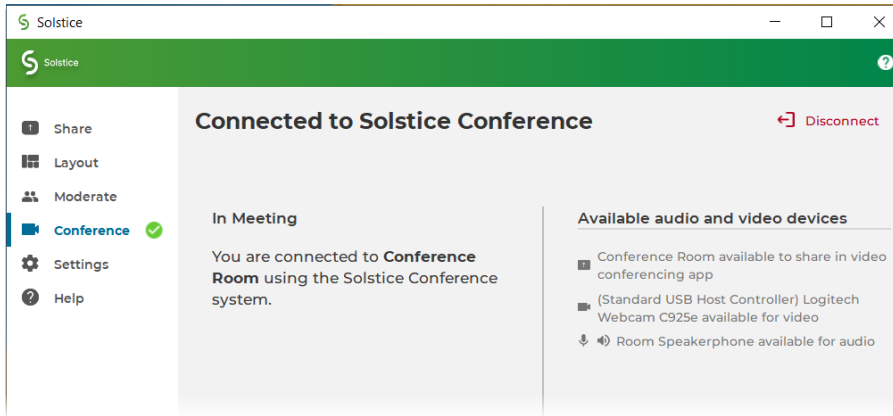 Solstice
Solstice
Share
Layout
Moderate
Conference
Settings
Help
Connected to Solstice Conference
Disconnect
In Meeting
You are connected to Conference
Room using the Solstice Conference
system.
Available audio and video devices
Conference Room available to share in video
conferencing app
(Standard USB Host Controller) Logitech
Webcam C925e available for video
Room Speakerphone available for audio